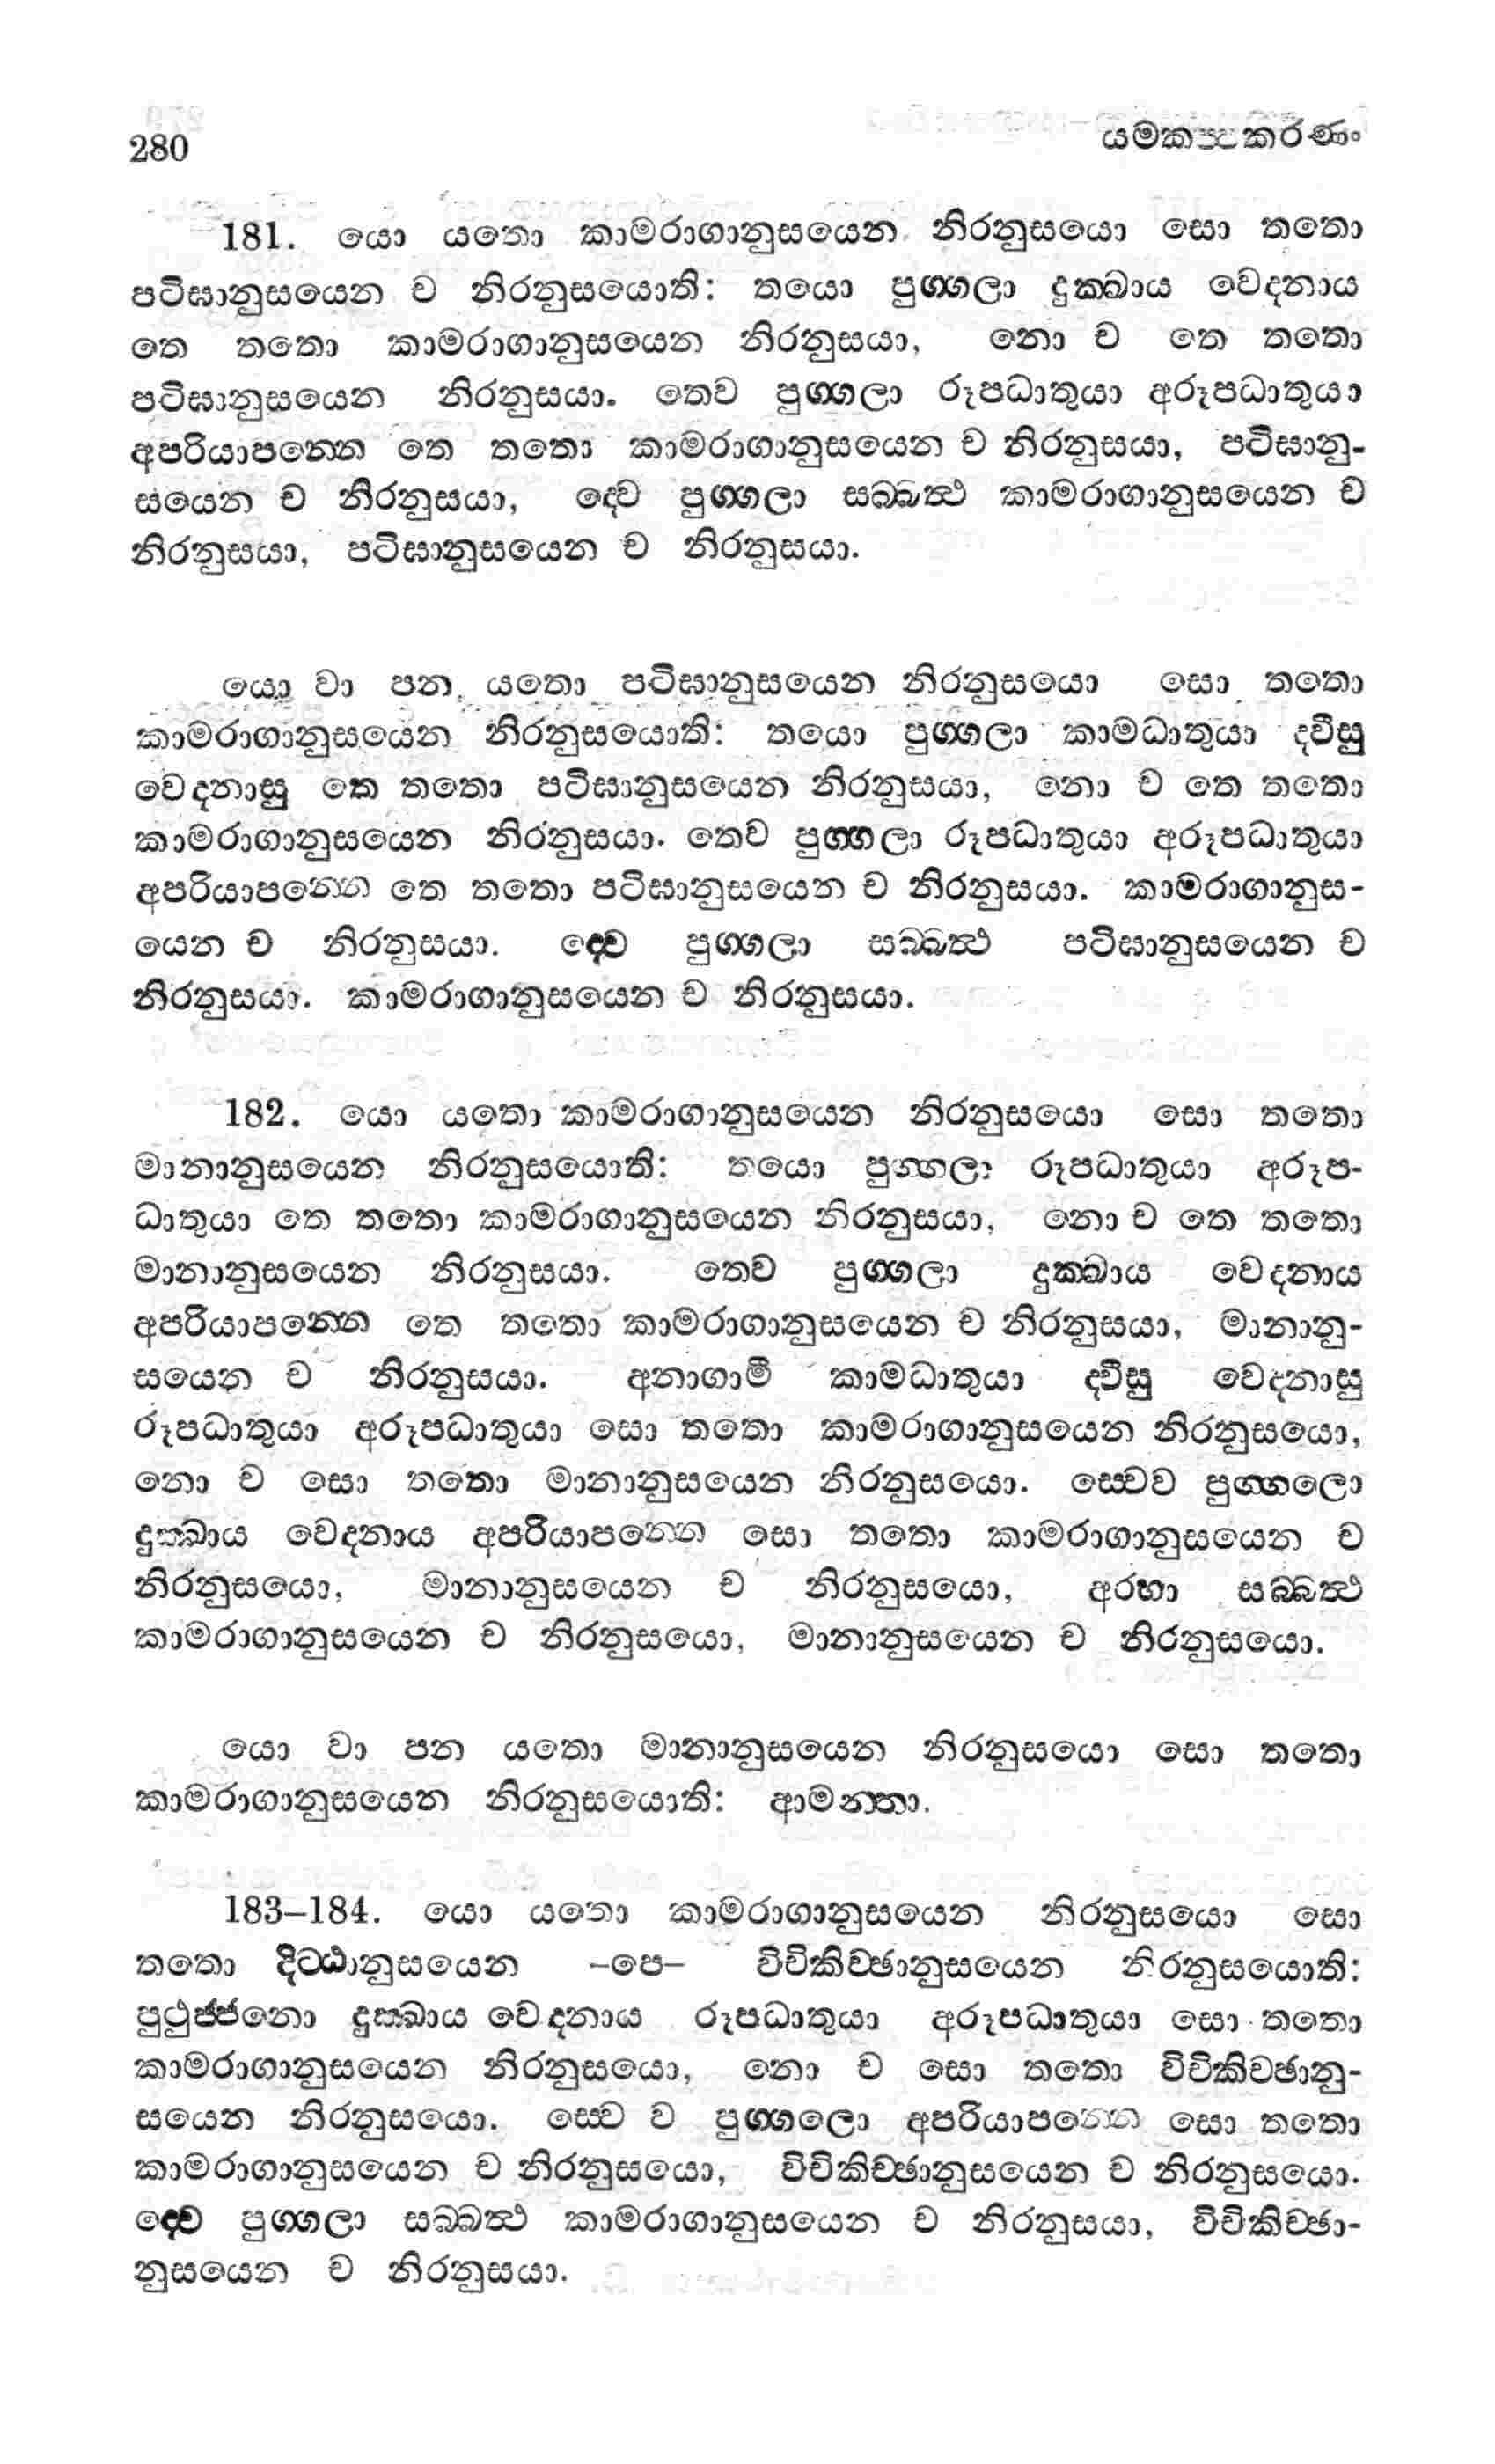 280
යමකප්පකරණං
181. යො යතො කාමරාගානුසයෙන නිරනුසයො සො තතො
පටිඝානුසයෙන ච නිරනුසයොති: තයො පුග්ගලා දුක්ඛාය වෙදනාය
තෙ තතො කාමරාගානුසයෙන නිරනුසයා, නො ච තෙ තතො
පටිඝානුසයෙන නිරනුසයා. තෙව පුග්ගලා රූපධාතුයා අරූපධාතුයා
අපරියාපන්නෙ තෙ තතො කාමරාගානුසයෙන ච නිරනුසයා, පටිඝානු-
සයෙන ච නිරනුසයා, ද්වෙ පුග්ගලා සබ්බත්ථ කාමරාගානුසයෙන ච
නිරනුසයා, පටිඝානුසයෙන ච නිරනුසයා.
යො වා පන යතො පටිඝානුසයෙන නිරනුසයො සො තතො
කාමරාගානුසයෙන නිරනුසයොති: තයො පුග්ගලා කාමධාතුයා ද්වීසු
වෙදනාසු තෙ තතො පටිඝානුසයෙන නිරනුසයා, නො ච තෙ තතො
කාමරාගානුසයෙන නිරනුසයා. තෙව පුග්ගලා රූපධාතුයා අරූපධාතුයා
අපරියාපන්නෙ තෙ තතො පටිඝානුසයෙන ච නිරනුසයා. කාමරාගානුස-
යෙන ච නිරනුසයා. ද්වෙ පුග්ගලා සබ්බත්ථ පටිඝානුසයෙන ච
නිරනුසයා. කාමරාගානුසයෙන ච නිරනුසයා.
182. යො යතො කාමරාගානුසයෙන නිරනුසයො සො තතො
මානානුසයෙන නිරනුසයොති: තයො පුග්ගලා රූපධාතුයා අරූප-
ධාතුයා තෙ තතො කාමරාගානුසයෙන නිරනුසයා, නො ච තෙ තතො
මානානුසයෙන නිරනුසයා. තෙව පුග්ගලා දුක්ඛාය වෙදනාය
අපරියාපන්නෙ තෙ තතො කාමරාගානුසයෙන ච නිරනුසයා, මානානු-
සයෙන ච නිරනුසයා. අනාගාමී කාමධාතුයා ද්වීසු වෙදනාසු
රූපධාතුයා අරූපධාතුයා සො තතො කාමරාගානුසයෙන නිරනුසයො,
නො ච සො තතො මානානුසයෙන නිරනුසයො. ස්වෙව පුග්ගලො
දුක්ඛාය වෙදනාය අපරියාපන්නෙ සො තතො කාමරාගානුසයෙන ච
නිරනුසයො, මානානුසයෙන ච නිරනුසයො, අරහා සබ්බත්ථ
කාමරාගානුසයෙන ච නිරනුසයො, මානානුසයෙන ච නිරනුසයො.
යො වා පන යතො මානානුසයෙන නිරනුසයො සො තතො
කාමරාගානුසයෙන නිරනුසයොති: ආමන්තා.
183–184. යො යතො කාමරාගානුසයෙන නිරනුසයො සො
තතො දිට්ඨානුසයෙන –පෙ– විචිකිච්ඡානුසයෙන නිරනුසයොති:
පුථුජ්ජනො දුක්ඛාය වෙදනාය රූපධාතුයා අරූපධාතුයා සො තතො
කාමරාගානුසයෙන නිරනුසයො, නො ච සො තතො විචිකිච්ඡානු-
සයෙන නිරනුසයො. ස්වෙ ව පුග්ගලො අපරියාපන්නෙ සො තතො
කාමරාගානුසයෙන ච නිරනුසයො, විචිකිච්ඡානුසයෙන ච නිරනුසයො.
ද්වෙ පුග්ගලා සබ්බත්ථ කාමරාගානුසයෙන ච නිරනුසයා, විචිකිච්ඡා-
නුසයෙන ච නිරනුසයා.